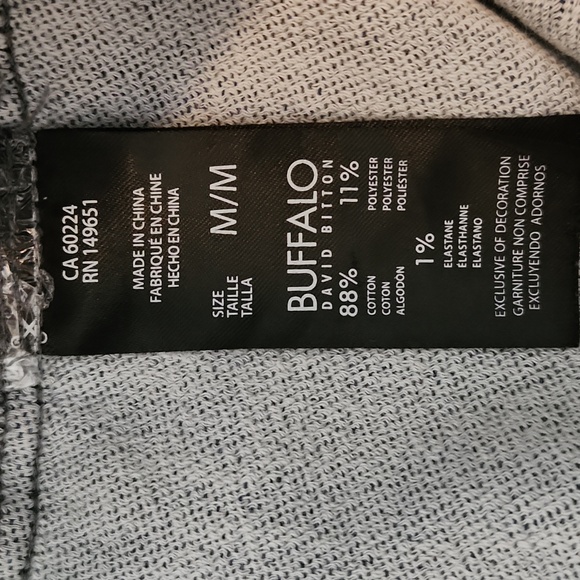 CA 60224
RN 149651
MADE IN CHINA
FABRIQUÉ EN CHINE
HECHO EN CHINA
SIZE
TAILLE
TALLA
M/M
BUFFALO
DAVID BITTON
88%
COTTON
COTON
ALGODON
11%
POLYESTER
POLYESTER
POLIÉSTER
1%
ELASTANE
ÉLASTHANNE
ELASTANO
EXCLUSIVE OF DECORATION
GARNITURE NON COMPRISE
EXCLUYENDO ADORNOS